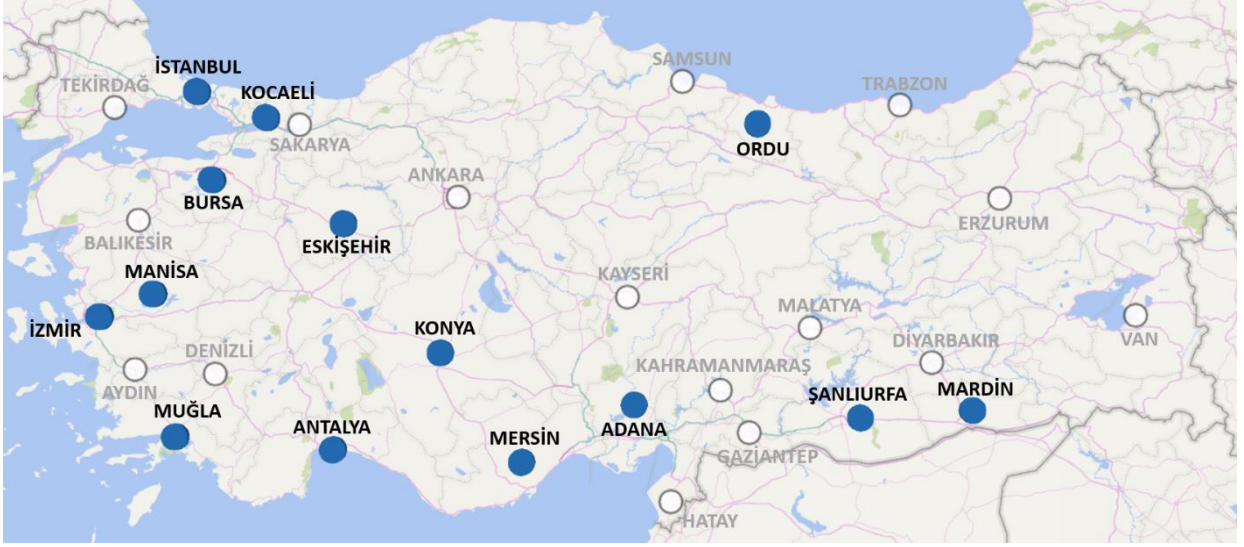 İSTANBUL
TEKİRDAĞ
KOCAELİ
SAKARYA
SAMSUN
TRABZON
ORDU
BURSA
ANKARA
ERZURUM
BALIKESİR
ESKİŞEHİR
MANİSA
KAYSERİ
MALATYA
İZMİR
KONYA
VAN
DENİZLİ
DİYARBAKIR
AYDIN
KAHRAMANMARAŞ
MUĞLA
ŞANLIURFA
MARDİN
ANTALYA
MERSİN
ADANA
GAZİANTEP
HATAY